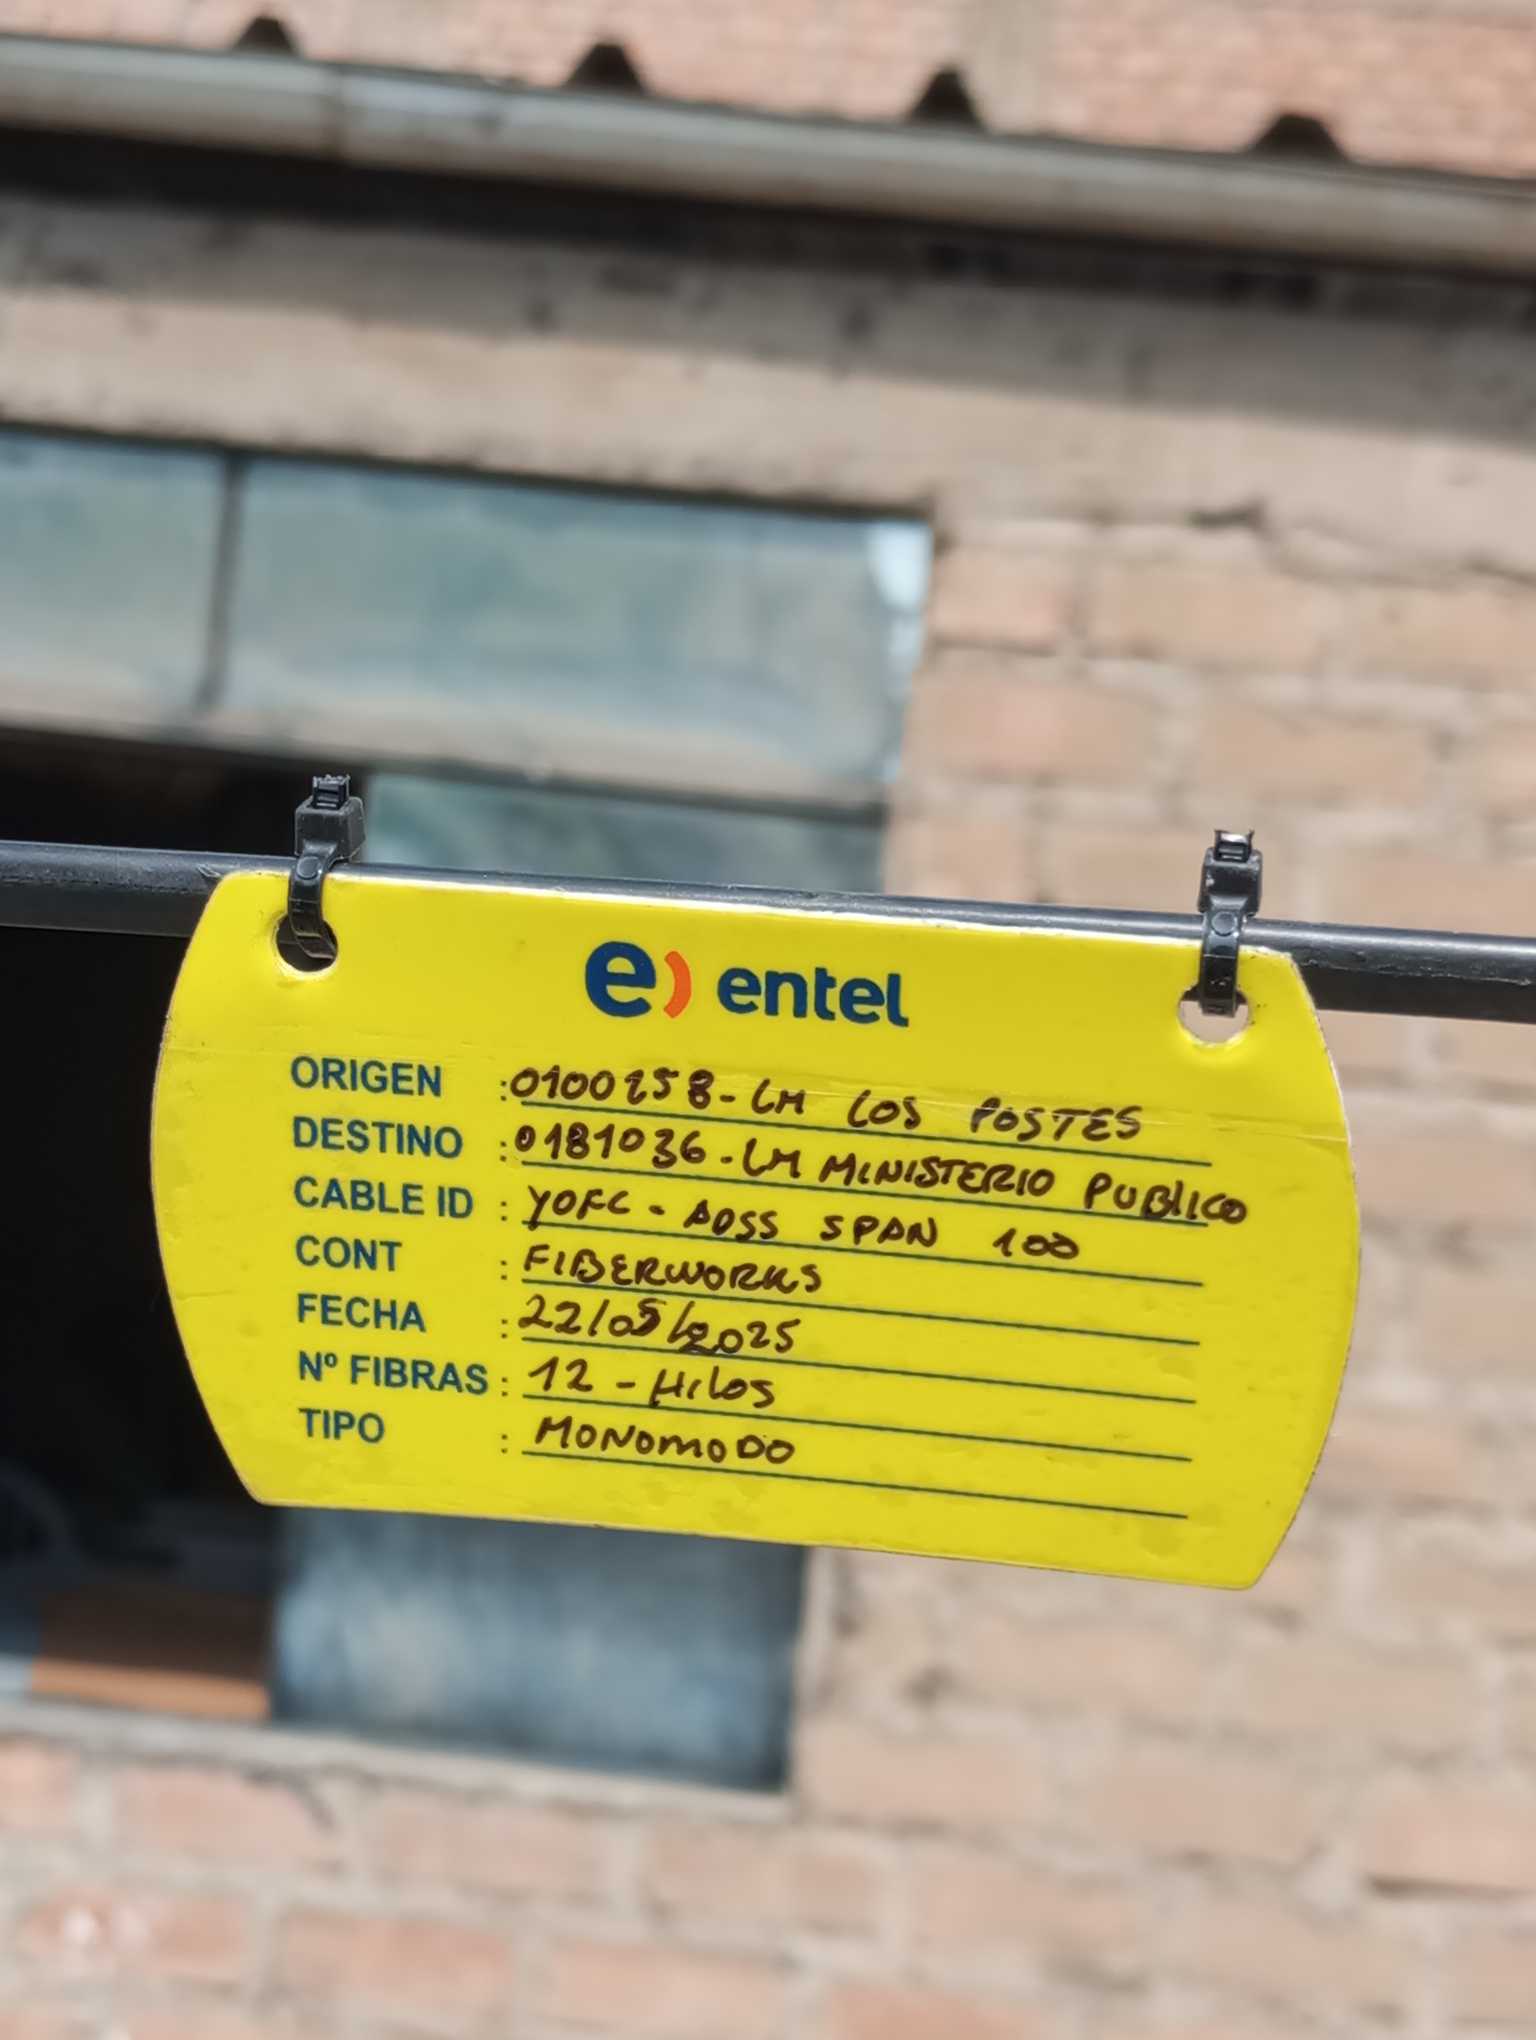 e) entel
ORIGEN : 0100258 - LM LOS POSTES
DESTINO : 0181036 - LM MINISTERIO PUBLICO
CABLE ID : YOFC - ADSS SPAN 100
CONT : FIBERWORKS
FECHA : 22/05/2025
Nº FIBRAS : 12 - HILOS
TIPO : MONOMODO